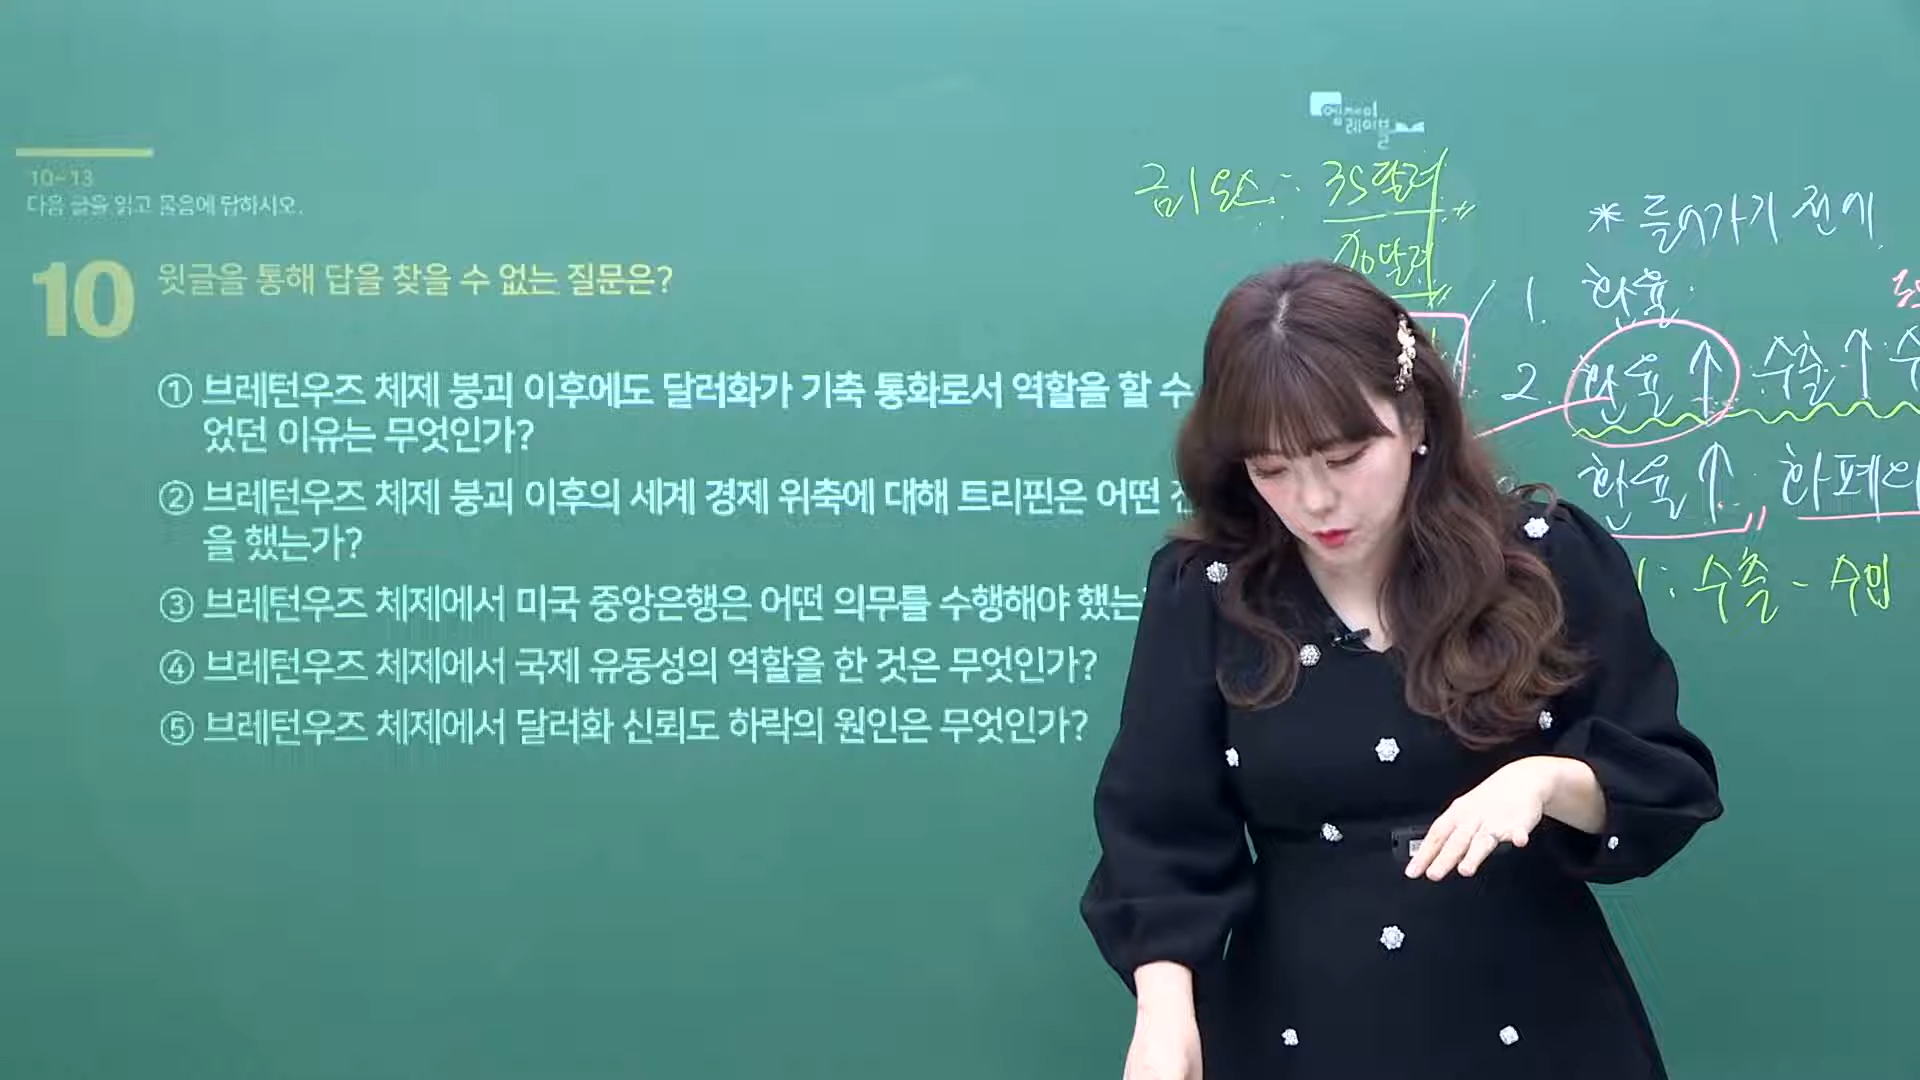 엠제이
레이블
10~13
다음 글을 읽고 물음에 답하시오.
10 윗글을 통해 답을 찾을 수 없는 질문은?
① 브레턴우즈 체제 붕괴 이후에도 달러화가 기축 통화로서 역할을 할 수
었던 이유는 무엇인가?
② 브레턴우즈 체제 붕괴 이후의 세계 경제 위축에 대해 트리핀은 어떤
을 했는가?
③ 브레턴우즈 체제에서 미국 중앙은행은 어떤 의무를 수행해야 했는
④ 브레턴우즈 체제에서 국제 유동성의 역할을 한 것은 무엇인가?
⑤ 브레턴우즈 체제에서 달러화 신뢰도 하락의 원인은 무엇인가?
금 1 온스 : 35달러
70달러
* 들어가기 전에
1. 환율
2. 환율↑ 수출↑ 수
환율↑ 화폐의
: 수출 - 수입